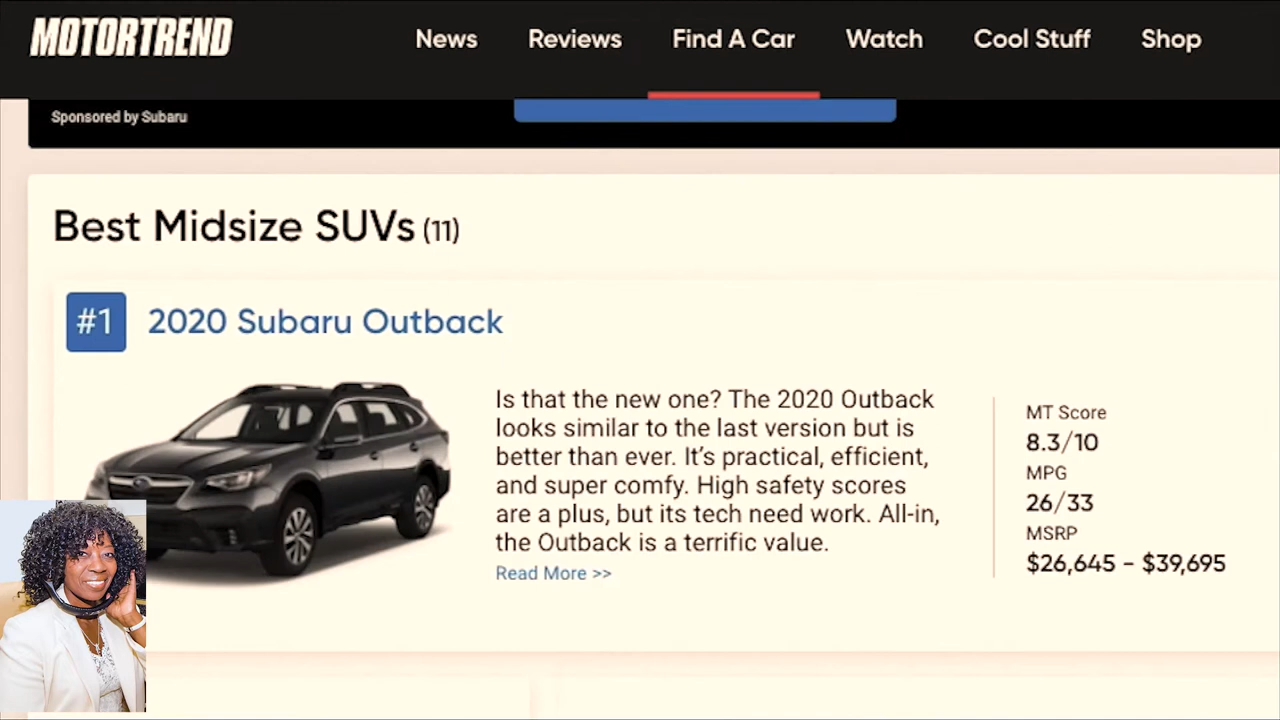 MOTORTREND
News Reviews Find A Car Watch Cool Stuff Shop
Sponsored by Subaru
Best Midsize SUVs (11)
#1 2020 Subaru Outback
Is that the new one? The 2020 Outback
looks similar to the last version but is
better than ever. It's practical, efficient,
and super comfy. High safety scores
are a plus, but its tech need work. All-in,
the Outback is a terrific value.
Read More >>
MT Score
8.3/10
MPG
26/33
MSRP
$26,645 - $39,695